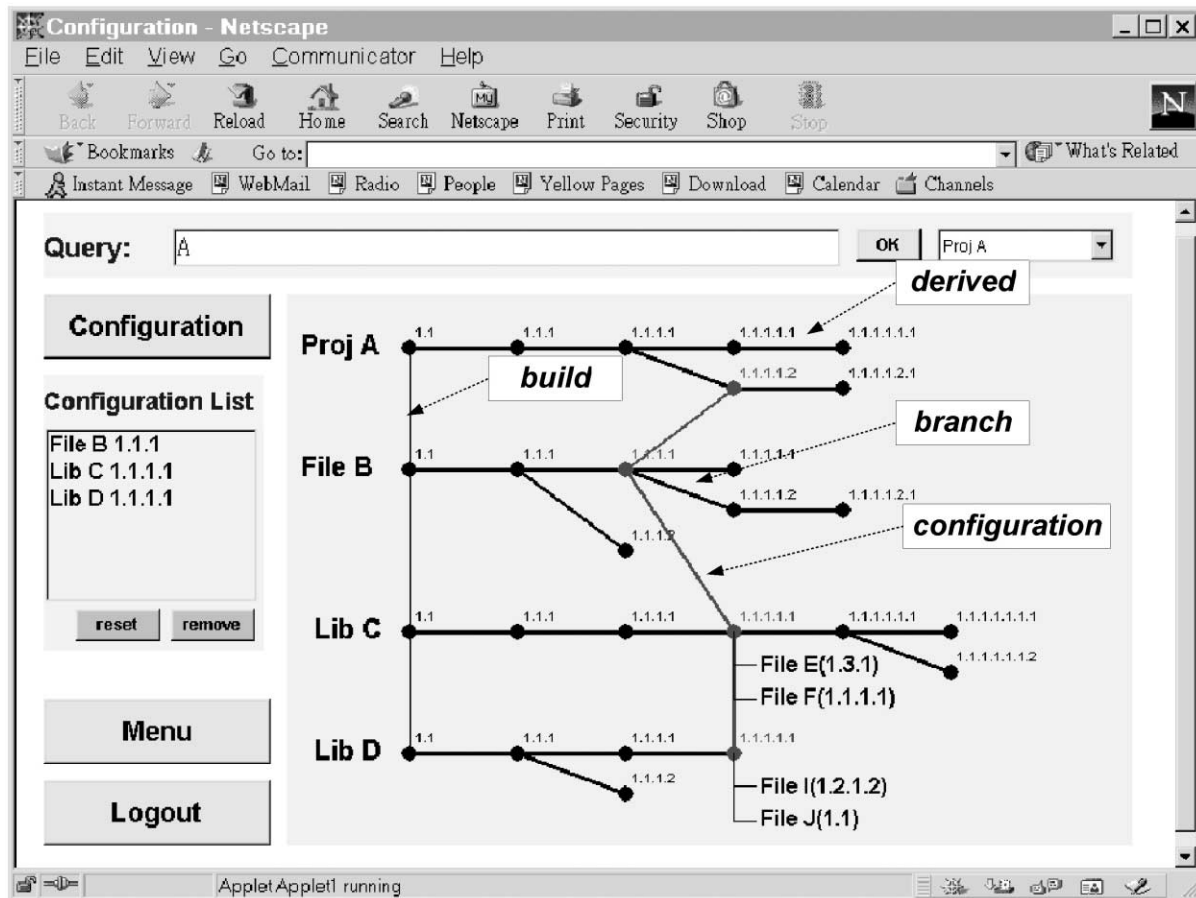 Configuration - Netscape
File Edit View Go Communicator Help
Back Forward Reload Home Search Netscape Print Security Shop Stop
My
N
Bookmarks Go to: What's Related
Instant Message WebMail Radio People Yellow Pages Download Calendar Channels
Query: A OK Proj A
derived
Configuration
1.1 1.1.1 1.1.1.1 1.1.1.1.1 1.1.1.1.1.1
Proj A
build
1.1.1.1.2 1.1.1.1.2.1
Configuration List
branch
File B 1.1.1
Lib C 1.1.1.1
Lib D 1.1.1.1
1.1 1.1.1 1.1.1.1 1.1.1.1.1
File B
1.1.1.1.2 1.1.1.1.2.1
configuration
1.1.1.2
reset remove
1.1 1.1.1 1.1.1.1 1.1.1.1.1 1.1.1.1.1.1 1.1.1.1.1.1.1
Lib C
1.1.1.1.1.1.2
File E(1.3.1)
File F(1.1.1.1)
Menu
1.1 1.1.1 1.1.1.1 1.1.1.1.1
Lib D
1.1.1.2
File I(1.2.1.2)
File J(1.1)
Logout
Applet Applet1 running